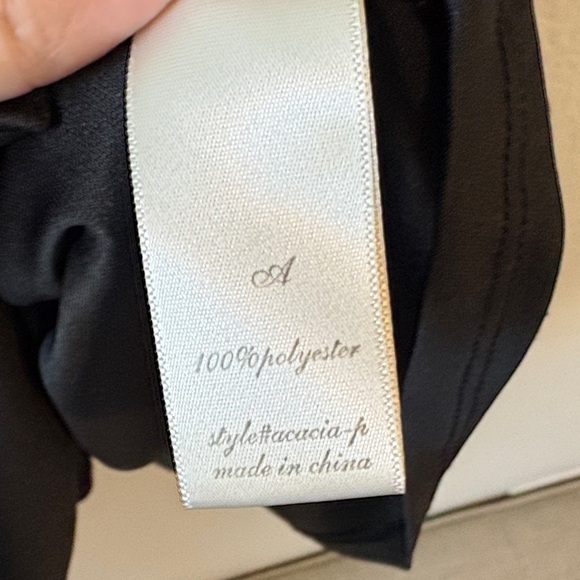 A
100%polyester
style#acacia-p
made in china